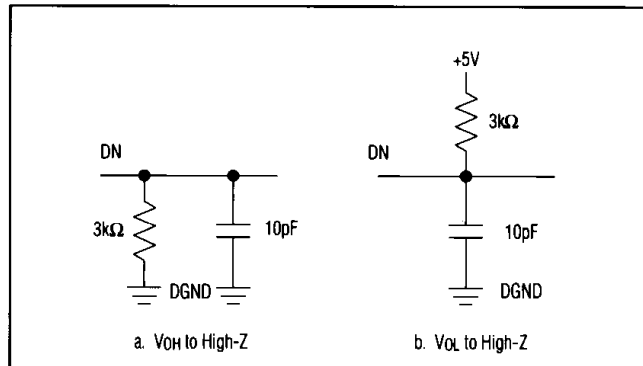 DN
3kΩ
10pF
DGND
a. VOH to High-Z
+5V
3kΩ
DN
10pF
DGND
b. VOL to High-Z